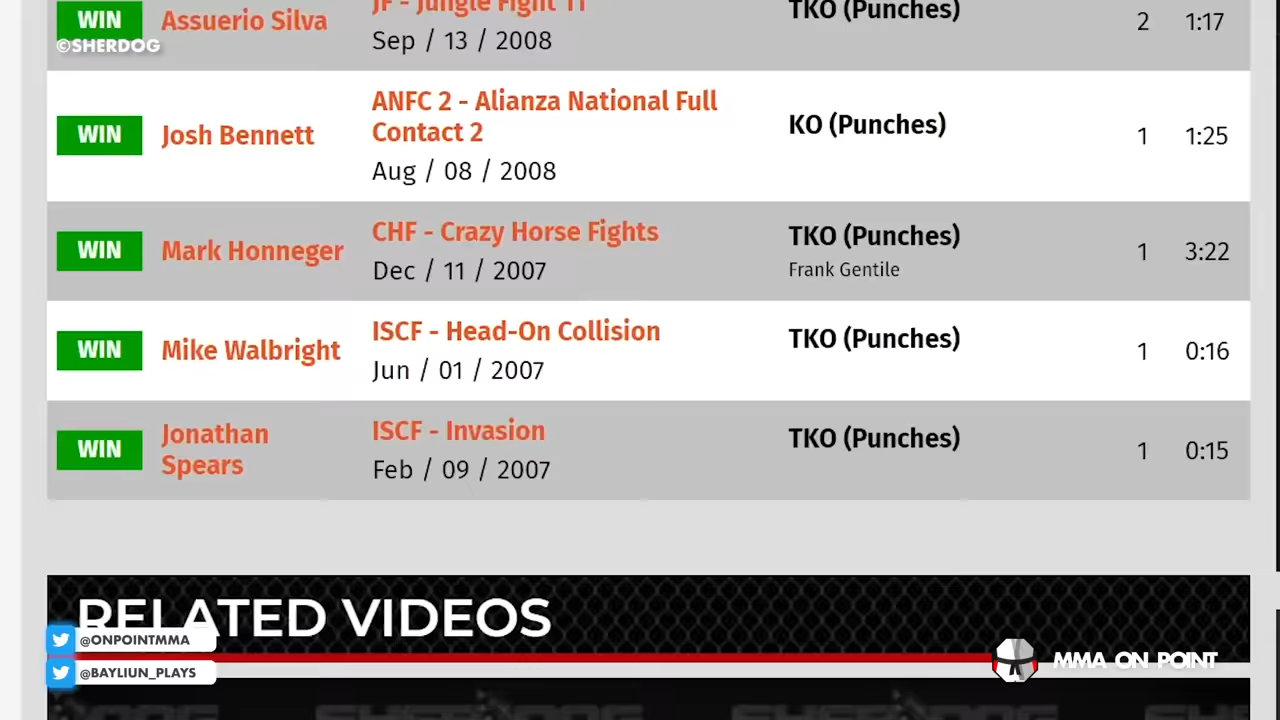 WIN Assuerio Silva JF - Jungle Fight 11 TKO (Punches) 2 1:17
Sep / 13 / 2008
©SHERDOG
ANFC 2 - Alianza National Full
WIN Josh Bennett Contact 2 KO (Punches) 1 1:25
Aug / 08 / 2008
WIN Mark Honneger CHF - Crazy Horse Fights TKO (Punches) 1 3:22
Dec / 11 / 2007 Frank Gentile
WIN Mike Walbright ISCF - Head-On Collision TKO (Punches) 1 0:16
Jun / 01 / 2007
WIN Jonathan ISCF - Invasion TKO (Punches) 1 0:15
Spears Feb / 09 / 2007
RELATED VIDEOS
@ONPOINTMMA
@BAYLIUN_PLAYS
MMA ON POINT